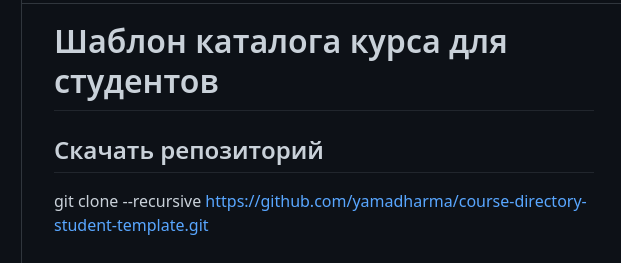 Шаблон каталога курса для
студентов
Скачать репозиторий
git clone --recursive https://github.com/yamadharma/course-directory-
student-template.git